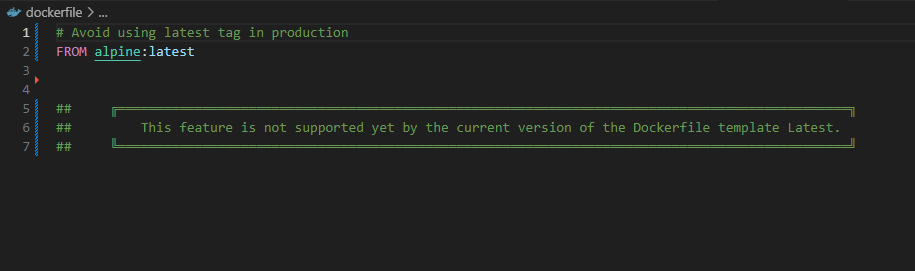 dockerfile > ...
1 # Avoid using latest tag in production
2 FROM alpine:latest
3
4
5 ##
6 ## This feature is not supported yet by the current version of the Dockerfile template Latest.
7 ##